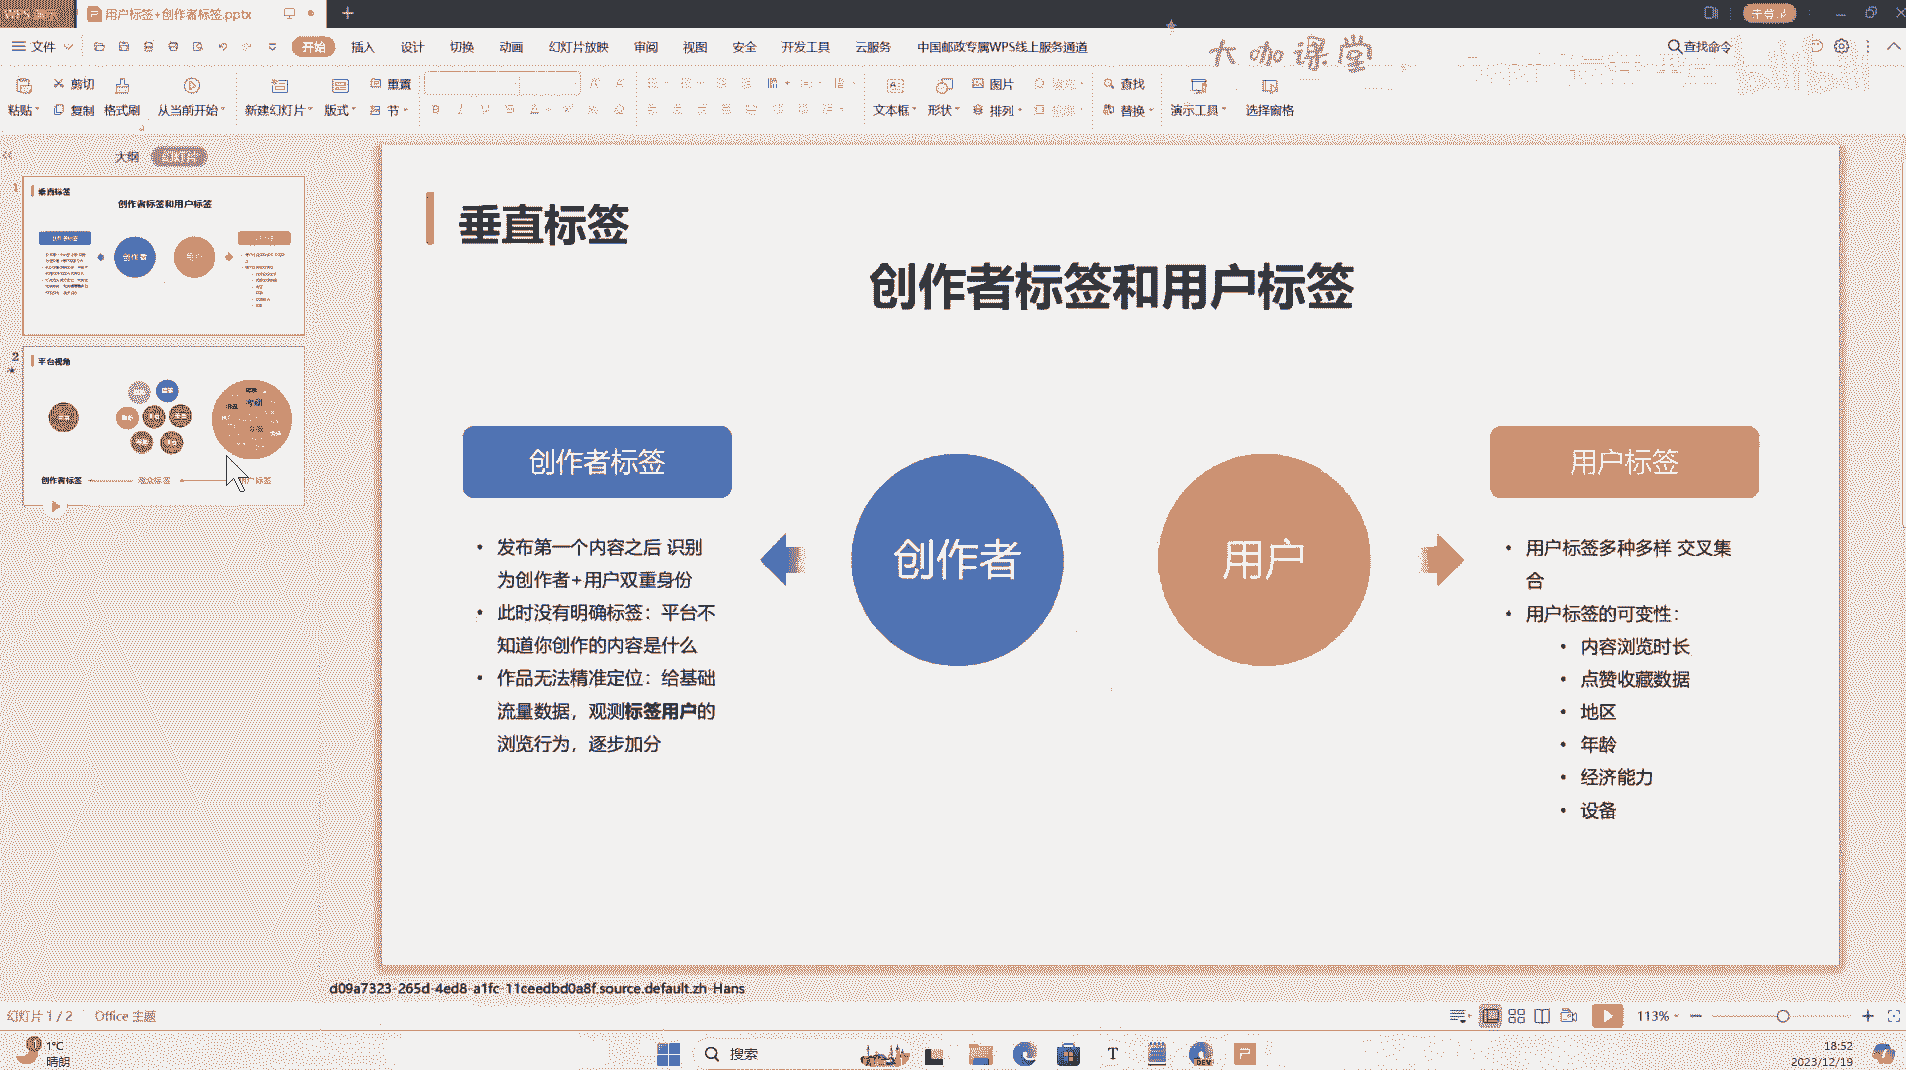 WPS 演示
用户标签+创作者标签.pptx
文件
开始
插入
设计
切换
动画
幻灯片放映
审阅
视图
安全
开发工具
云服务
中国邮政专属WPS线上服务通道
查找命令
大咖课堂
粘贴
剪切
复制
格式刷
从当前开始
新建幻灯片
版式
重置
节
文本框
形状
图片
排列
查找
替换
演示工具
选择窗格
大纲
幻灯片
1
垂直标签
创作者标签和用户标签
创作者
用户
2
平台视角
创作者标签
观众标签
垂直标签
创作者标签和用户标签
创作者标签
• 发布第一个内容之后 识别
为创作者+用户双重身份
• 此时没有明确标签：平台不
知道你创作的内容是什么
• 作品无法精准定位：给基础
流量数据，观测标签用户的
浏览行为，逐步加分
创作者
用户
用户标签
• 用户标签多种多样 交叉集
合
• 用户标签的可变性：
• 内容浏览时长
• 点赞收藏数据
• 地区
• 年龄
• 经济能力
• 设备
d09a7323-265d-4ed8-a1fc-11ceedbd0a8f.source.default.zh-Hans
幻灯片 1 / 2
Office 主题
113%
1°C
晴朗
搜索
DEV
18:52
2023/12/19